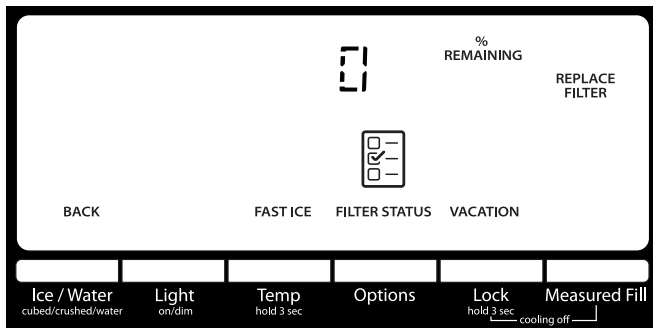 0
%
REMAINING
REPLACE
FILTER
BACK
FAST ICE
FILTER STATUS
VACATION
Ice / Water
cubed/crushed/water
Light
on/dim
Temp
hold 3 sec
Options
Lock
hold 3 sec
Measured Fill
cooling off